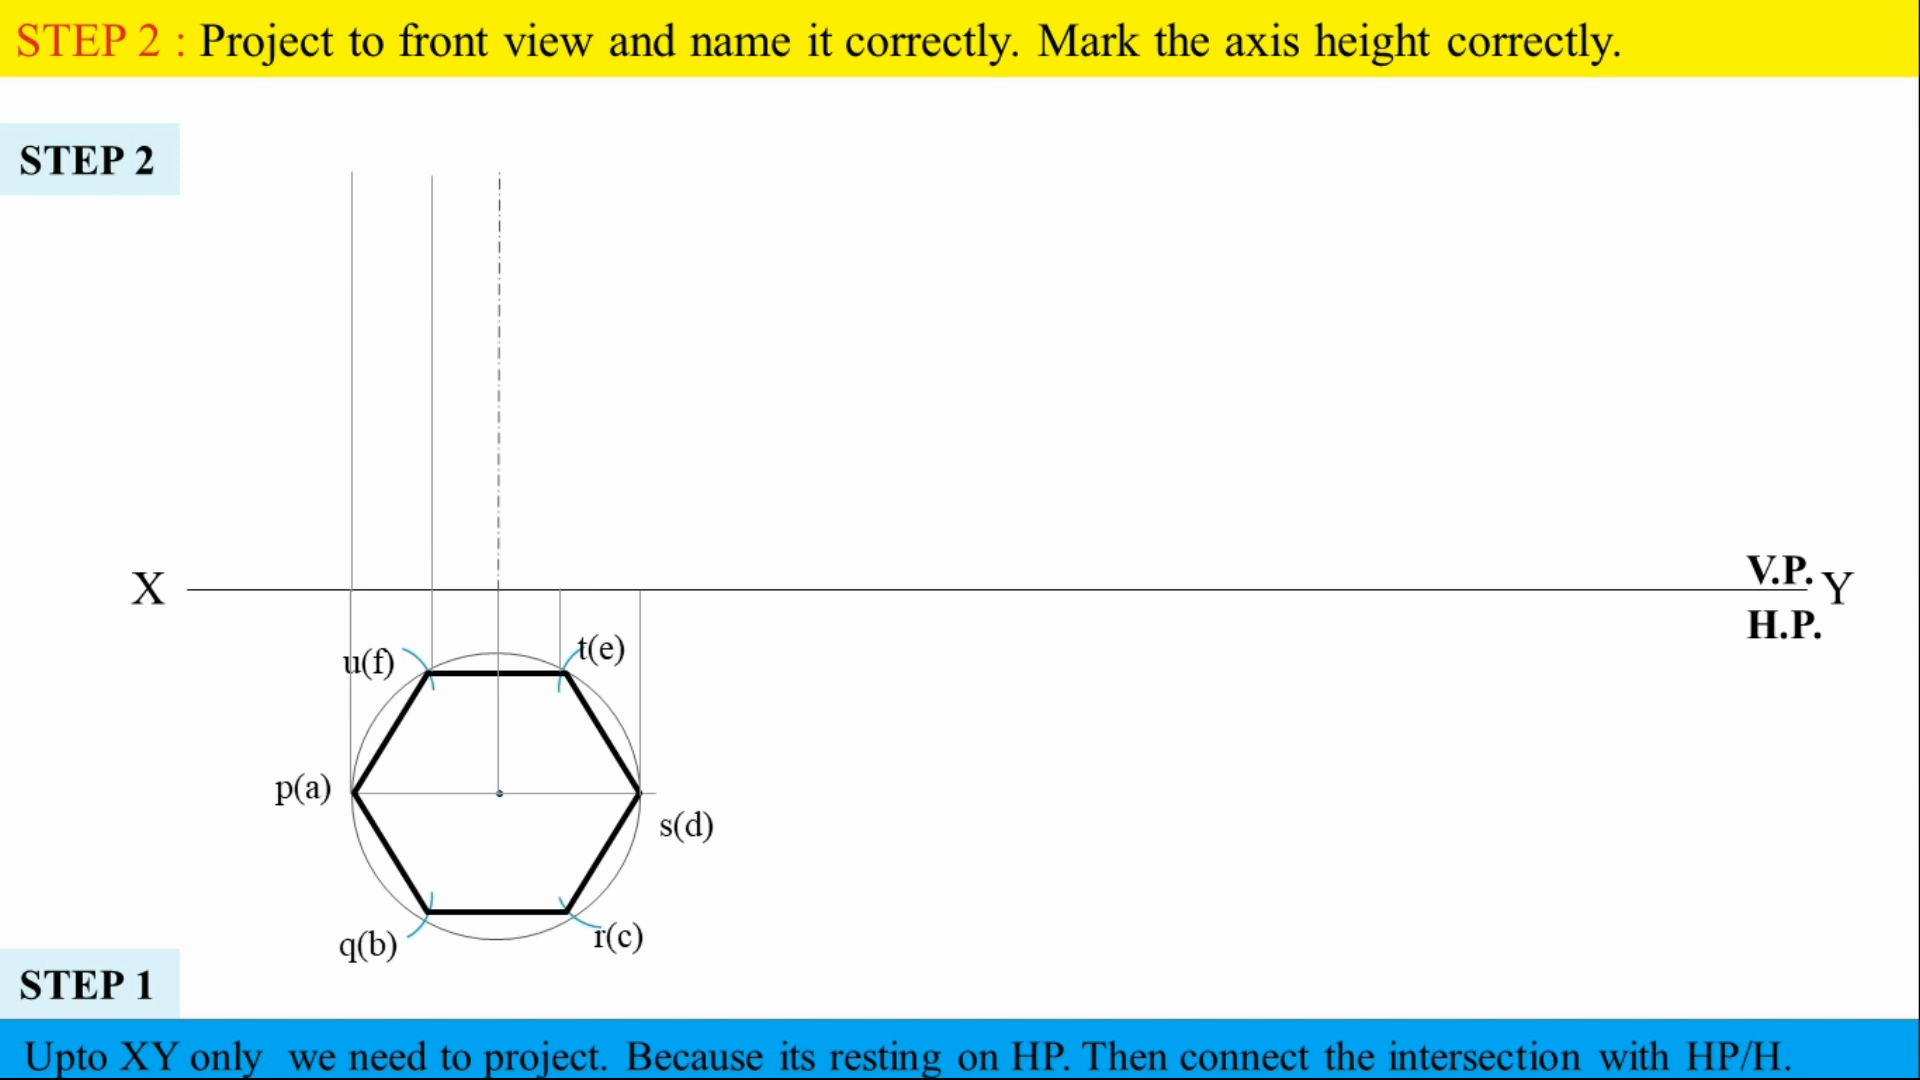 STEP 2 : Project to front view and name it correctly. Mark the axis height correctly.
STEP 2
X
V.P.
Y
H.P.
u(f)
t(e)
p(a)
s(d)
q(b)
r(c)
STEP 1
Upto XY only we need to project. Because its resting on HP. Then connect the intersection with HP/H.